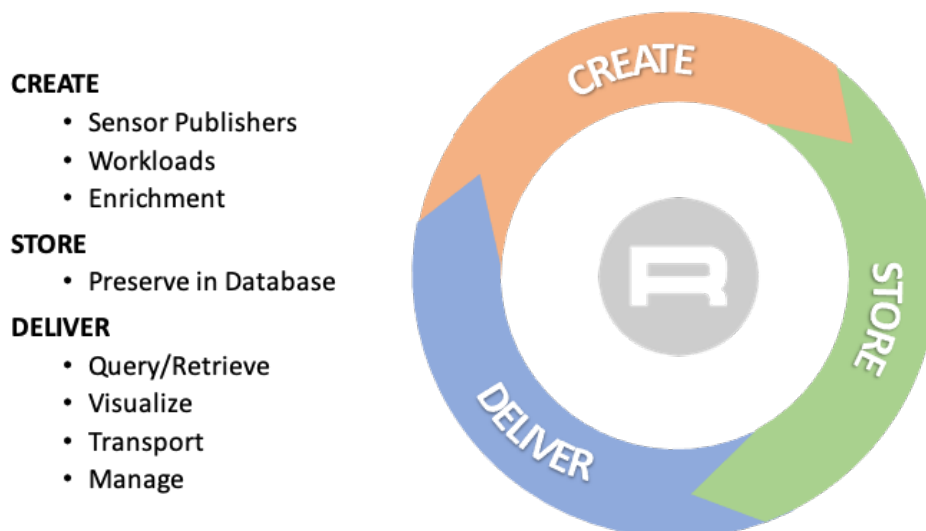 CREATE
• Sensor Publishers
• Workloads
• Enrichment
STORE
• Preserve in Database
DELIVER
• Query/Retrieve
• Visualize
• Transport
• Manage
CREATE
STORE
DELIVER
R